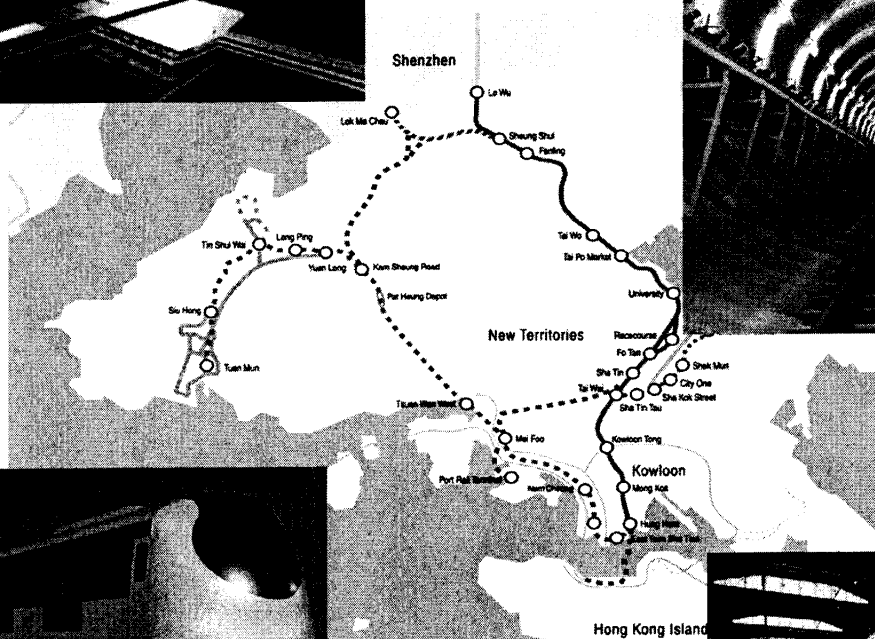 Shenzhen
Lo Wu
Lok Ma Chau
Sheung Shui
Fanling
Tai Wo
Tai Po Market
Long Ping
Tin Shui Wai
Yuen Long
Kam Sheung Road
University
Pat Heung Depot
Siu Hong
New Territories
Racecourse
Fo Tan
Tuen Mun
Shek Mun
Sha Tin
City One
Tai Wai
Sha Kok Street
Tsuen Wan West
Sha Tin Tau
Mei Foo
Kowloon Tong
Kowloon
Port Rail Terminal
Mong Kok
Hung Hom
Hong Kong Island